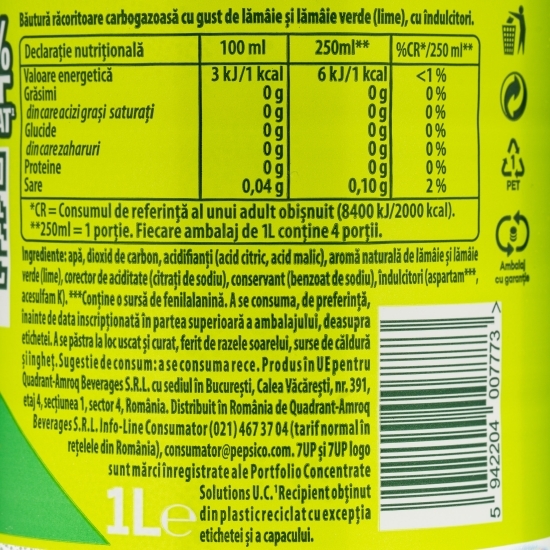 Băutură răcoritoare carbogazoasă cu gust de lămâie și lămâie verde (lime), cu îndulcitori.
Declarație nutrițională 100 ml 250ml** %CR*/250 ml**
Valoare energetică 3 kJ/1 kcal 6 kJ/1 kcal <1 %
Grăsimi 0 g 0 g 0 %
din care acizi grași saturați 0 g 0 g 0 %
Glucide 0 g 0 g 0 %
din care zaharuri 0 g 0 g 0 %
Proteine 0 g 0 g 0 %
Sare 0,04 g 0,10 g 2 %
*CR = Consumul de referință al unui adult obișnuit (8400 kJ/2000 kcal).
**250ml = 1 porție. Fiecare ambalaj de 1L conține 4 porții.
Ingrediente: apă, dioxid de carbon, acidifianți (acid citric, acid malic), aromă naturală de lămâie și lămâie
verde (lime), corector de aciditate (citrați de sodiu), conservant (benzoat de sodiu), îndulcitori (aspartam***,
acesulfam K). ***Conține o sursă de fenilalanină. A se consuma, de preferință,
înainte de data inscripționată în partea superioară a ambalajului, deasupra
etichetei. A se păstra la loc uscat și curat, ferit de razele soarelui, surse de căldură
și îngheț. Sugestie de consum: a se consuma rece. Produs în UE pentru
Quadrant-Amroq Beverages S.R.L. cu sediul în București, Calea Văcărești, nr. 391,
etaj 4, secțiunea 1, sector 4, România. Distribuit în România de Quadrant-Amroq
Beverages S.R.L. Info-Line Consumator (021) 467 37 04 (tarif normal în
rețelele din România), consumator@pepsico.com. 7UP și 7UP logo
sunt mărci înregistrate ale Portfolio Concentrate
Solutions U.C. ¹Recipient obținut
din plastic reciclat cu excepția
etichetei și a capacului.
1L e
1
PET
Ambalaj
cu garanție
5 942204 007773 >